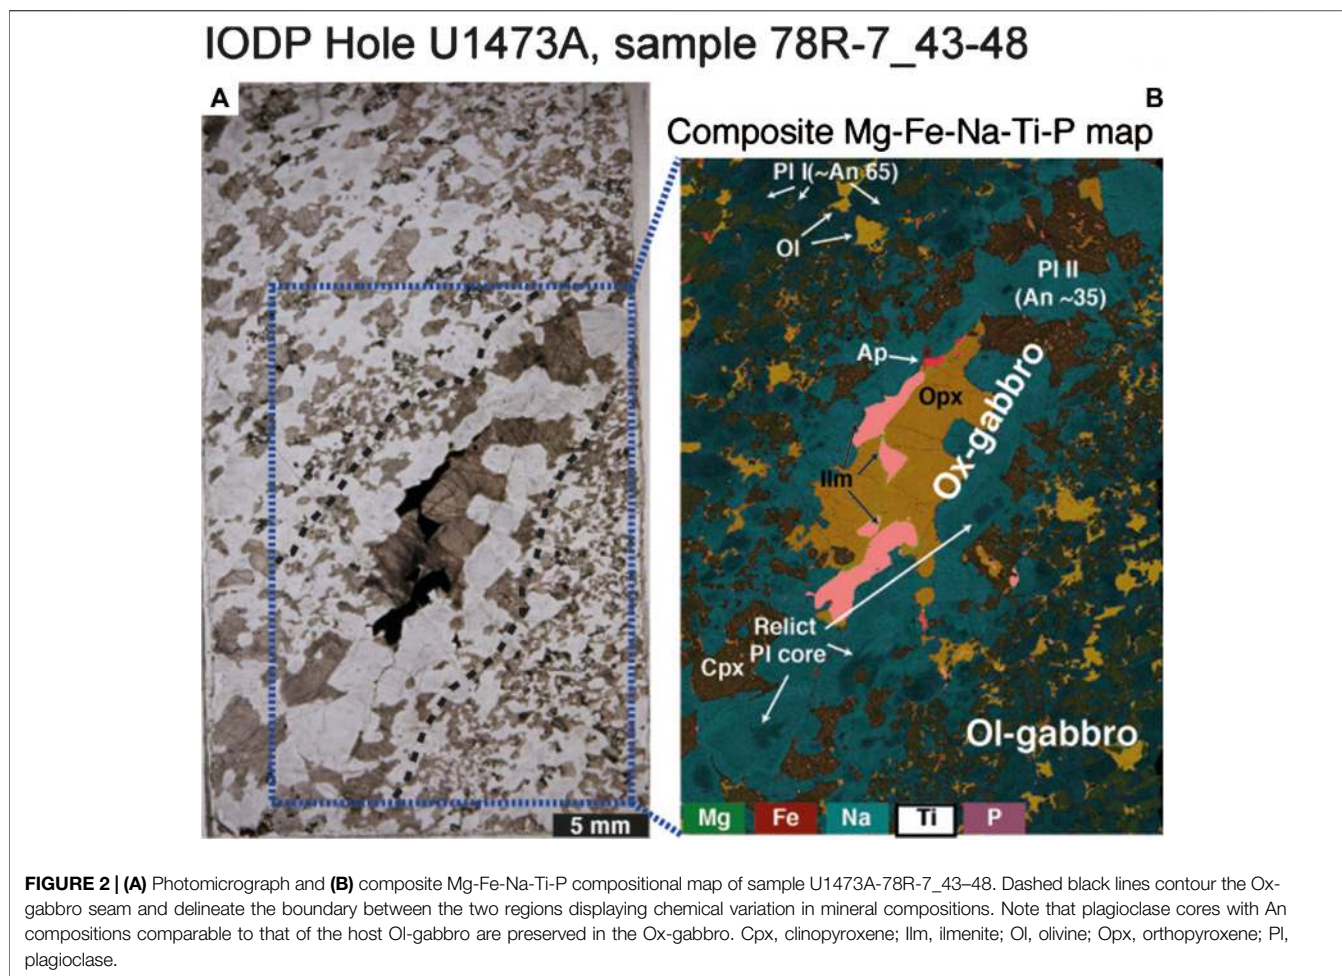 IODP Hole U1473A, sample 78R-7_43-48
A
B
Composite Mg-Fe-Na-Ti-P map
Pl I(~An 65)
Ol
Pl II
(An ~35)
Ap
Opx
Ox-gabbro
Ilm
Relict
Pl core
Cpx
Ol-gabbro
Mg Fe Na Ti P
5 mm
FIGURE 2 | (A) Photomicrograph and (B) composite Mg-Fe-Na-Ti-P compositional map of sample U1473A-78R-7_43–48. Dashed black lines contour the Ox-
gabbro seam and delineate the boundary between the two regions displaying chemical variation in mineral compositions. Note that plagioclase cores with An
compositions comparable to that of the host Ol-gabbro are preserved in the Ox-gabbro. Cpx, clinopyroxene; Ilm, ilmenite; Ol, olivine; Opx, orthopyroxene; Pl,
plagioclase.